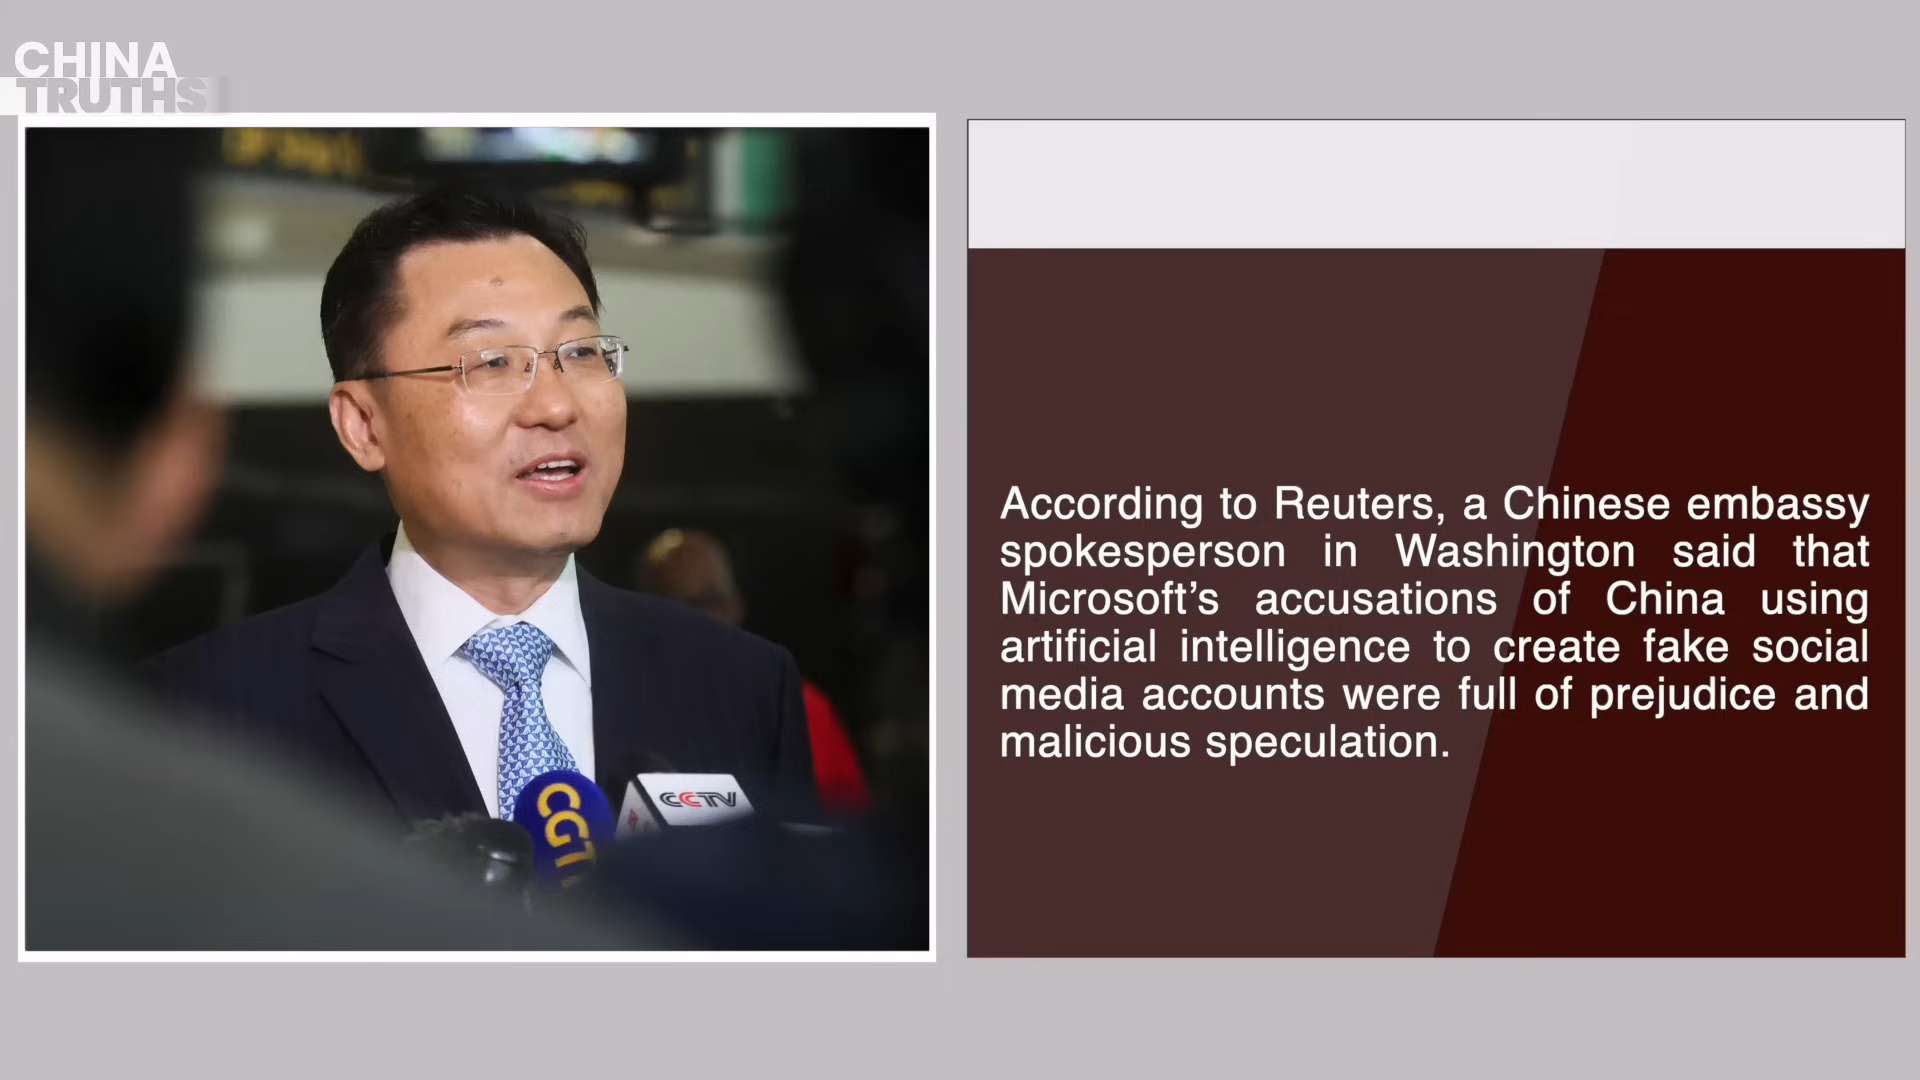 CHINA
TRUTHS
According to Reuters, a Chinese embassy
spokesperson in Washington said that
Microsoft’s accusations of China using
artificial intelligence to create fake social
media accounts were full of prejudice and
malicious speculation.
CGT
CCTV